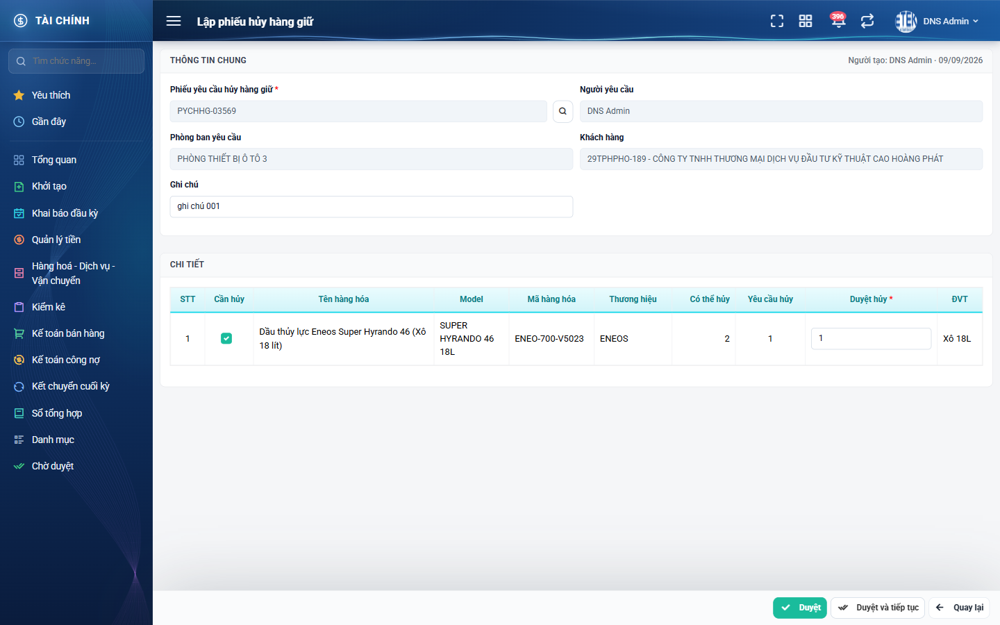 TÀI CHÍNH
Lập phiếu hủy hàng giữ
396
DNS Admin
Tìm chức năng...
Yêu thích
Gần đây
Tổng quan
Khởi tạo
Khai báo đầu kỳ
Quản lý tiền
Hàng hoá - Dịch vụ -
Vận chuyển
Kiểm kê
Kế toán bán hàng
Kế toán công nợ
Kết chuyển cuối kỳ
Sổ tổng hợp
Danh mục
Chờ duyệt
THÔNG TIN CHUNG
Người tạo: DNS Admin · 09/09/2026
Phiếu yêu cầu hủy hàng giữ *
Người yêu cầu
PYCHHG-03569
DNS Admin
Phòng ban yêu cầu
Khách hàng
PHÒNG THIẾT BỊ Ô TÔ 3
29TPHPHO-189 - CÔNG TY TNHH THƯƠNG MẠI DỊCH VỤ ĐẦU TƯ KỸ THUẬT CAO HOÀNG PHÁT
Ghi chú
ghi chú 001
CHI TIẾT
STT Cần hủy Tên hàng hóa Model Mã hàng hóa Thương hiệu Có thể hủy Yêu cầu hủy Duyệt hủy * ĐVT
1 Dầu thủy lực Eneos Super Hyrando 46 (Xô
18 lít)
SUPER
HYRANDO 46
18L
ENEO-700-V5023 ENEOS 2 1 1 Xô 18L
Duyệt
Duyệt và tiếp tục
Quay lại